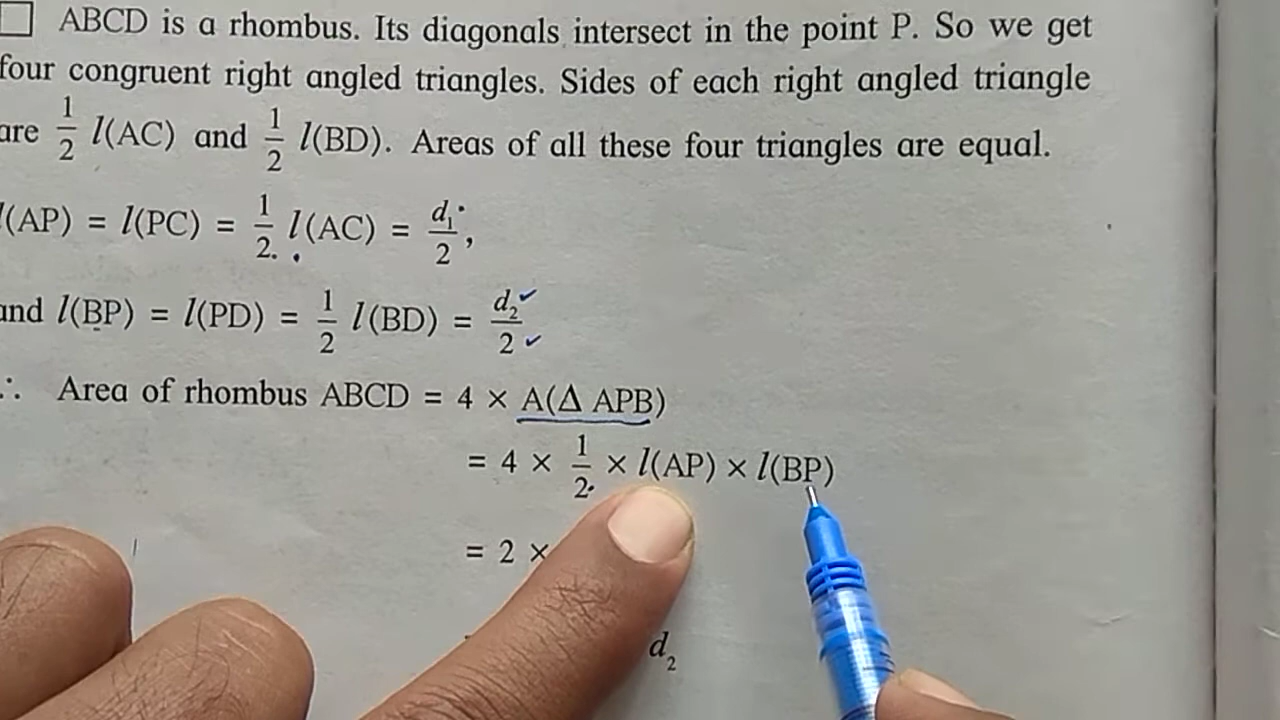 □ ABCD is a rhombus. Its diagonals intersect in the point P. So we get
four congruent right angled triangles. Sides of each right angled triangle
are 1/2 l(AC) and 1/2 l(BD). Areas of all these four triangles are equal.
l(AP) = l(PC) = 1/2 l(AC) = d₁/2,
and l(BP) = l(PD) = 1/2 l(BD) = d₂/2
∴ Area of rhombus ABCD = 4 × A(Δ APB)
= 4 × 1/2 × l(AP) × l(BP)
= 2 ×
d₂